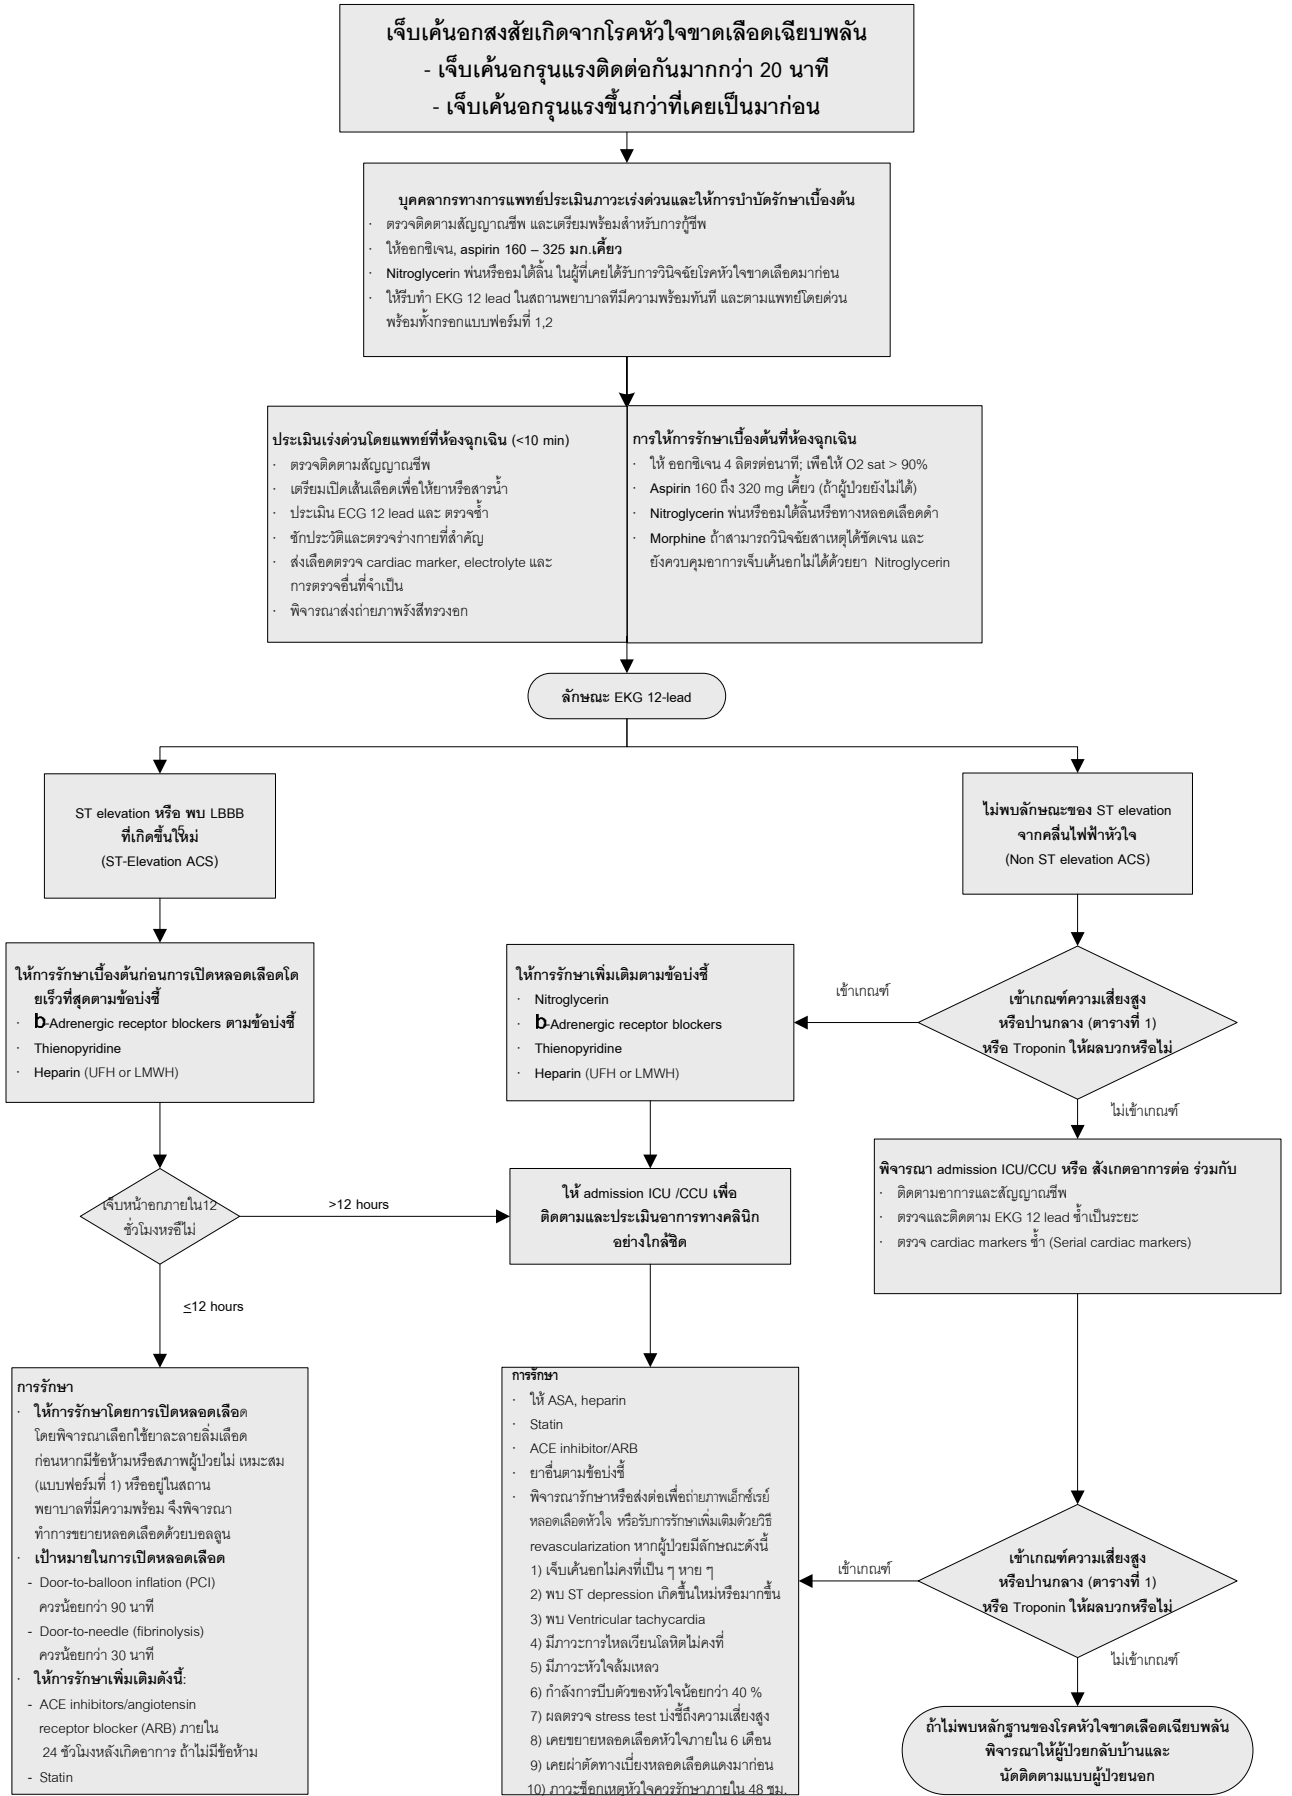 เจ็บเค้นอกสงสัยเกิดจากโรคหัวใจขาดเลือดเฉียบพลัน
- เจ็บเค้นอกรุนแรงติดต่อกันมากกว่า 20 นาที
- เจ็บเค้นอกรุนแรงขึ้นกว่าที่เคยเป็นมาก่อน
บุคคลากรทางการแพทย์ประเมินภาวะเร่งด่วนและให้การบำบัดรักษาเบื้องต้น
· ตรวจติดตามสัญญาณชีพ และเตรียมพร้อมสำหรับการกู้ชีพ
· ให้ออกซิเจน, aspirin 160 – 325 มก.เคี้ยว
· Nitroglycerin พ่นหรืออมใต้ลิ้น ในผู้ที่เคยได้รับการวินิจฉัยโรคหัวใจขาดเลือดมาก่อน
· ให้รีบทำ EKG 12 lead ในสถานพยาบาลที่มีความพร้อมทันที และตามแพทย์โดยด่วน
พร้อมทั้งกรอกแบบฟอร์มที่ 1,2
ประเมินเร่งด่วนโดยแพทย์ที่ห้องฉุกเฉิน (<10 min)
· ตรวจติดตามสัญญาณชีพ
· เตรียมเปิดเส้นเลือดเพื่อให้ยาหรือสารน้ำ
· ประเมิน ECG 12 lead และ ตรวจซ้ำ
· ซักประวัติและตรวจร่างกายที่สำคัญ
· ส่งเลือดตรวจ cardiac marker, electrolyte และ
การตรวจอื่นที่จำเป็น
· พิจารณาส่งถ่ายภาพรังสีทรวงอก
การให้การรักษาเบื้องต้นที่ห้องฉุกเฉิน
· ให้ ออกซิเจน 4 ลิตรต่อนาที; เพื่อให้ O2 sat > 90%
· Aspirin 160 ถึง 320 mg เคี้ยว (ถ้าผู้ป่วยยังไม่ได้)
· Nitroglycerin พ่นหรืออมใต้ลิ้นหรือทางหลอดเลือดดำ
· Morphine ถ้าสามารถวินิจฉัยสาเหตุได้ชัดเจน และ
ยังควบคุมอาการเจ็บเค้นอกไม่ได้ด้วยยา Nitroglycerin
ลักษณะ EKG 12-lead
ST elevation หรือ พบ LBBB
ที่เกิดขึ้นใหม่
5
(ST-Elevation ACS)
ไม่พบลักษณะของ ST elevation
จากคลื่นไฟฟ้าหัวใจ
(Non ST elevation ACS)
ให้การรักษาเบื้องต้นก่อนการเปิดหลอดเลือดโด
ยเร็วที่สุดตามข้อบ่งชี้
· b-Adrenergic receptor blockers ตามข้อบ่งชี้
· Thienopyridine
· Heparin (UFH or LMWH)
ให้การรักษาเพิ่มเติมตามข้อบ่งชี้
· Nitroglycerin
· b-Adrenergic receptor blockers
· Thienopyridine
· Heparin (UFH or LMWH)
เข้าเกณฑ์
เข้าเกณฑ์ความเสี่ยงสูง
หรือปานกลาง (ตารางที่ 1)
หรือ Troponin ให้ผลบวกหรือไม่
ไม่เข้าเกณฑ์
เจ็บหน้าอกภายใน12
ชั่วโมงหรอืไม่
>12 hours
≤12 hours
ให้ admission ICU /CCU เพื่อ
ติดตามและประเมินอาการทางคลินิก
อย่างใกล้ชิด
พิจารณา admission ICU/CCU หรือ สังเกตอาการต่อ ร่วมกับ
· ติดตามอาการและสัญญาณชีพ
· ตรวจและติดตาม EKG 12 lead ซ้ำเป็นระยะ
· ตรวจ cardiac markers ซ้ำ (Serial cardiac markers)
การรักษา
· ให้การรักษาโดยการเปิดหลอดเลือด
โดยพิจารณาเลือกใช้ยาละลายลิ่มเลือด
ก่อนหากมีข้อห้ามหรือสภาพผู้ป่วยไม่ เหมะสม
(แบบฟอร์มที่ 1) หรืออยู่ในสถาน
พยาบาลที่มีความพร้อม จึงพิจารณา
ทำการขยายหลอดเลือดด้วยบอลลูน
· เป้าหมายในการเปิดหลอดเลือด
- Door-to-balloon inflation (PCI)
ควรน้อยกว่า 90 นาที
- Door-to-needle (fibrinolysis)
ควรน้อยกว่า 30 นาที
· ให้การรักษาเพิ่มเติมดังนี้:
- ACE inhibitors/angiotensin
receptor blocker (ARB) ภายใน
24 ชั่วโมงหลังเกิดอาการ ถ้าไม่มีข้อห้าม
- Statin
การรักษา
· ให้ ASA, heparin
· Statin
· ACE inhibitor/ARB
· ยาอื่นตามข้อบ่งชี้
· พิจารณารักษาหรือส่งต่อเพื่อถ่ายภาพเอ็กซ์เรย์
หลอดเลือดหัวใจ หรือรับการรักษาเพิ่มเติมด้วยวิธี
revascularization หากผู้ป่วยมีลักษณะดังนี้
1) เจ็บเค้นอกไม่คงที่เป็น ๆ หาย ๆ
2) พบ ST depression เกิดขึ้นใหม่หรือมากขึ้น
3) พบ Ventricular tachycardia
4) มีภาวะการไหลเวียนโลหิตไม่คงที่
5) มีภาวะหัวใจล้มเหลว
6) กำลังการบีบตัวของหัวใจน้อยกว่า 40 %
7) ผลตรวจ stress test บ่งชี้ถึงความเสี่ยงสูง
8) เคยขยายหลอดเลือดหัวใจภายใน 6 เดือน
9) เคยผ่าตัดทางเบี่ยงหลอดเลือดแดงมาก่อน
10) ภาวะช็อกเหตุหัวใจควรรักษาภายใน 48 ชม.
เข้าเกณฑ์
เข้าเกณฑ์ความเสี่ยงสูง
หรือปานกลาง (ตารางที่ 1)
หรือ Troponin ให้ผลบวกหรือไม่
ไม่เข้าเกณฑ์
ถ้าไม่พบหลักฐานของโรคหัวใจขาดเลือดเฉียบพลัน
พิจารณาให้ผู้ป่วยกลับบ้านและ
นัดติดตามแบบผู้ป่วยนอก